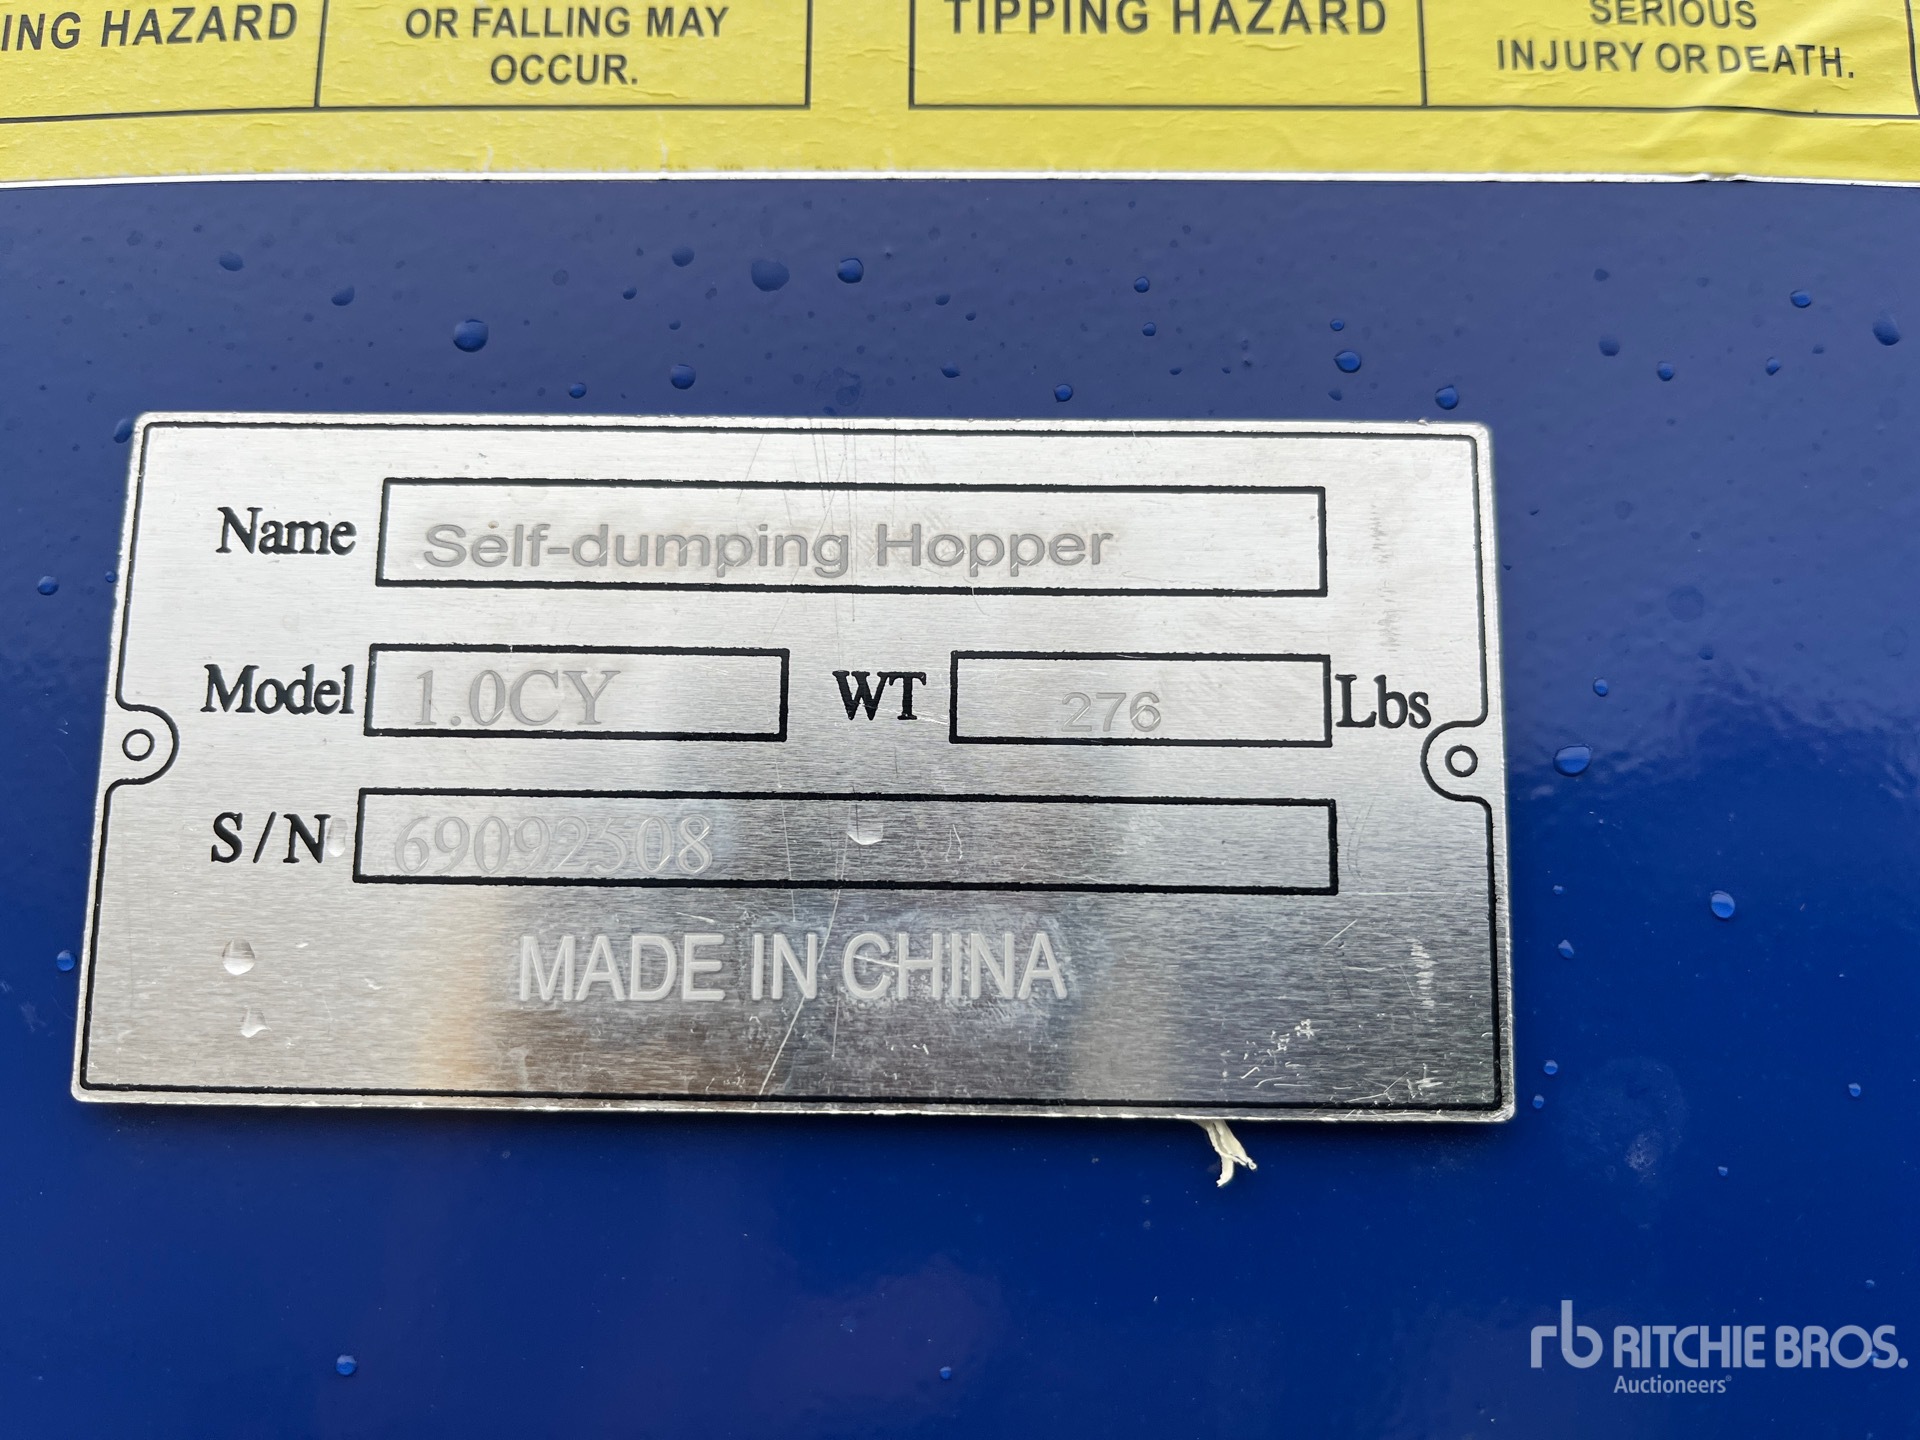 ING HAZARD
OR FALLING MAY
OCCUR.
TIPPING HAZARD
SERIOUS
INJURY OR DEATH.
Name Self-dumping Hopper
Model 1.0CY WT 276 Lbs
S/N 69092508
MADE IN CHINA
rb RITCHIE BROS.
Auctioneers